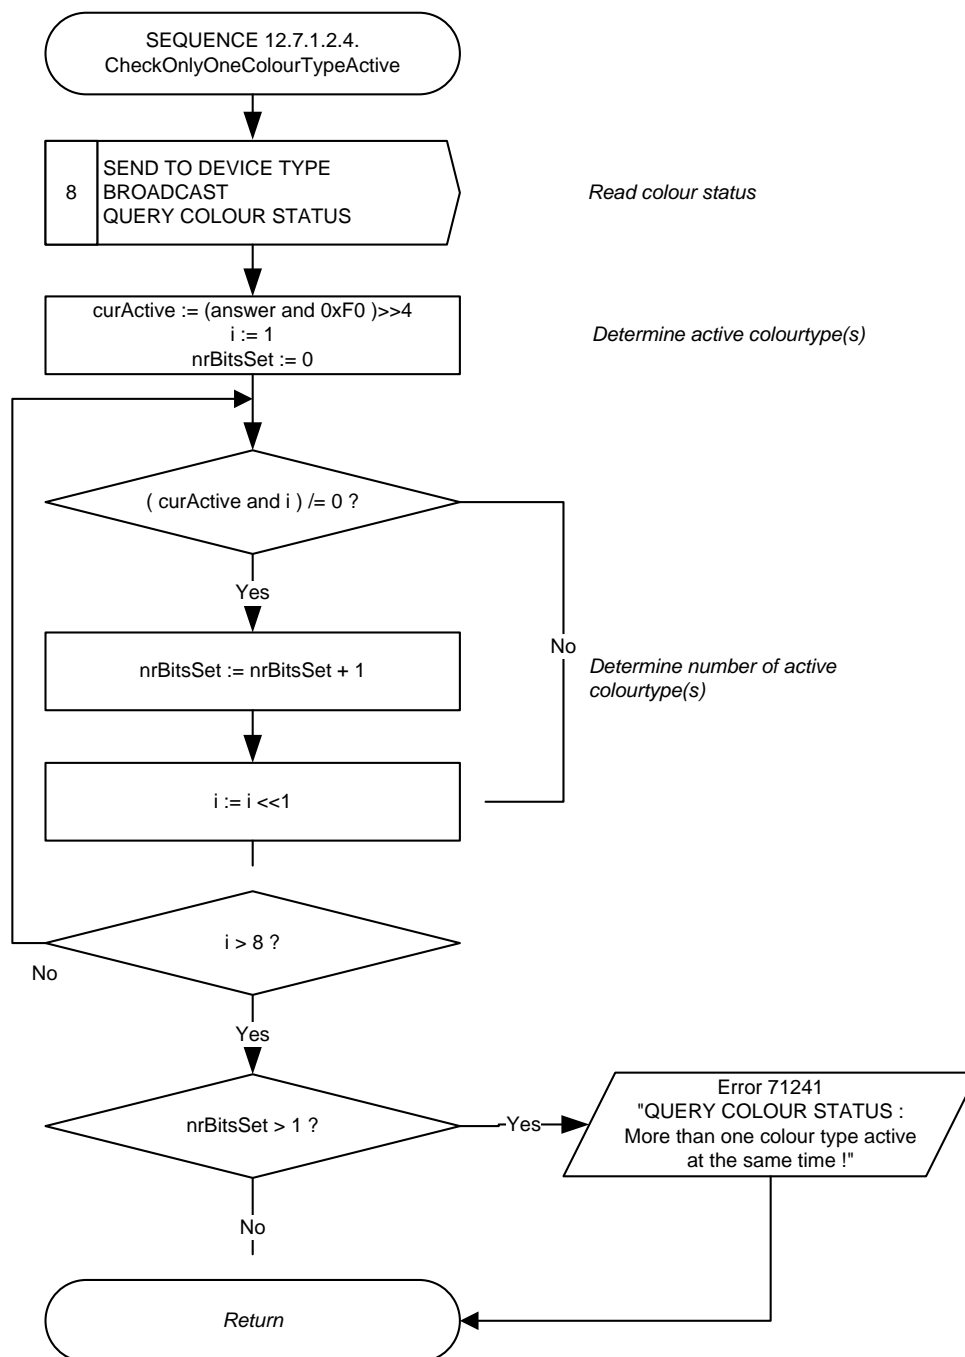 SEQUENCE 12.7.1.2.4.
CheckOnlyOneColourTypeActive
8
SEND TO DEVICE TYPE
BROADCAST
QUERY COLOUR STATUS
Read colour status
curActive := (answer and 0xF0 )>>4
i := 1
nrBitsSet := 0
Determine active colourtype(s)
( curActive and i ) /= 0 ?
Yes
No
nrBitsSet := nrBitsSet + 1
Determine number of active
colourtype(s)
i := i <<1
i > 8 ?
No
Yes
nrBitsSet > 1 ?
Yes
Error 71241
"QUERY COLOUR STATUS :
More than one colour type active
at the same time !"
No
Return